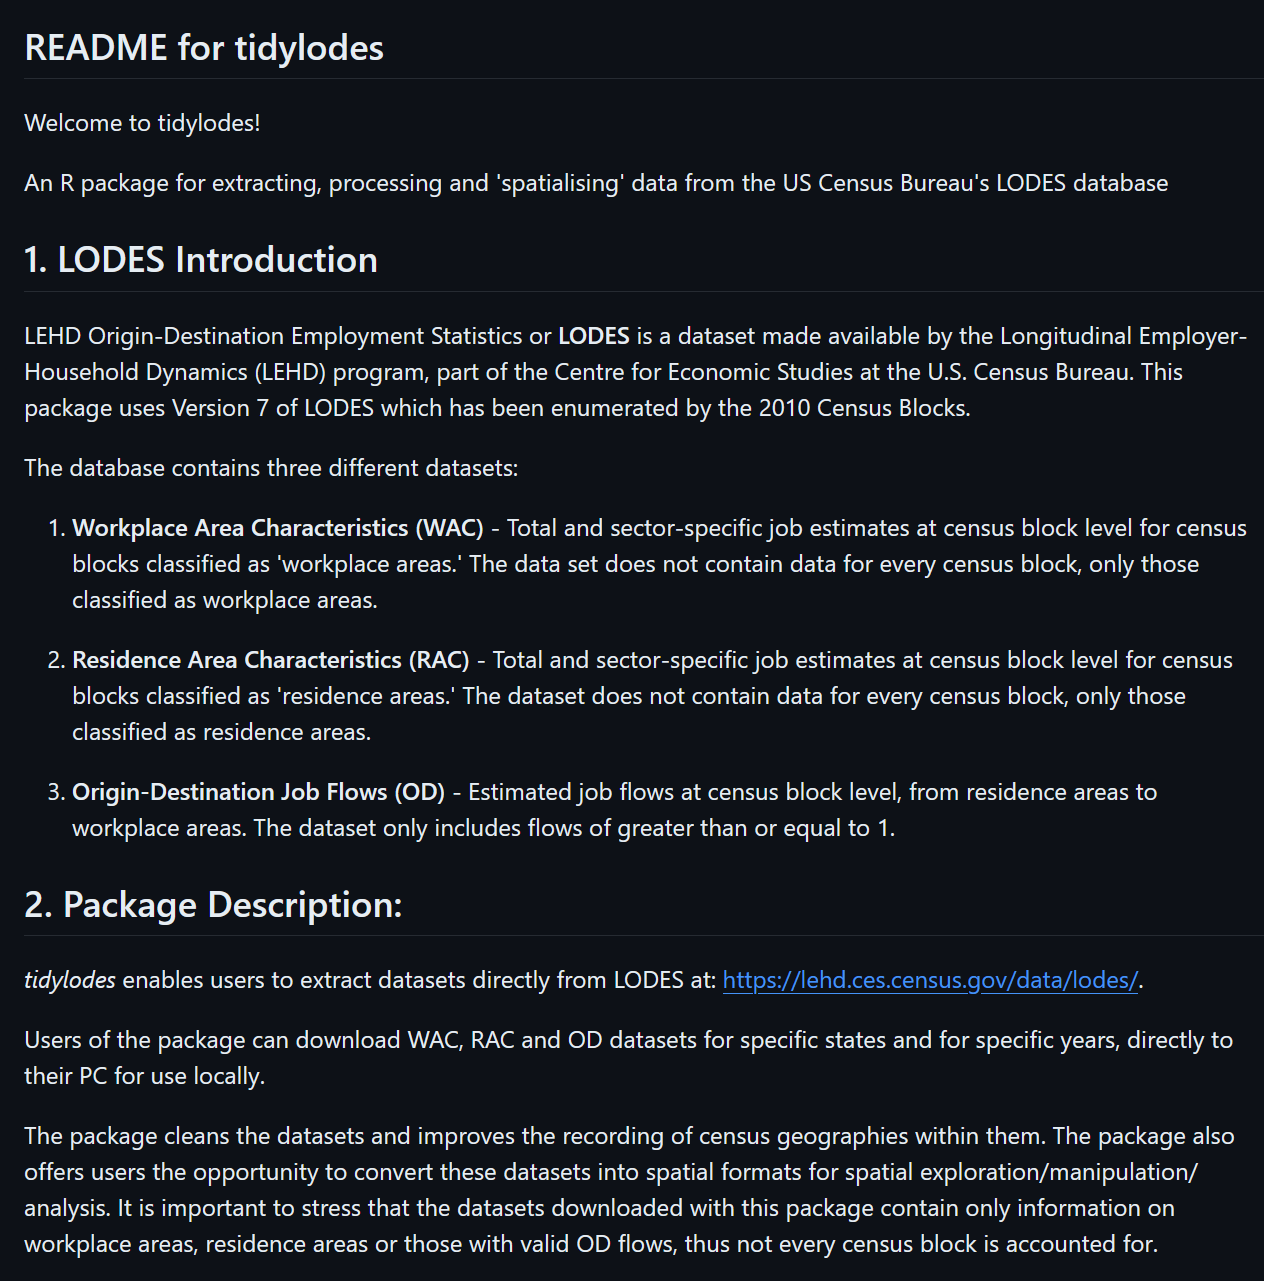 README for tidylodes
Welcome to tidylodes!
An R package for extracting, processing and 'spatialising' data from the US Census Bureau's LODES database
1. LODES Introduction
LEHD Origin-Destination Employment Statistics or LODES is a dataset made available by the Longitudinal Employer-
Household Dynamics (LEHD) program, part of the Centre for Economic Studies at the U.S. Census Bureau. This
package uses Version 7 of LODES which has been enumerated by the 2010 Census Blocks.
The database contains three different datasets:
1. Workplace Area Characteristics (WAC) - Total and sector-specific job estimates at census block level for census
blocks classified as 'workplace areas.' The data set does not contain data for every census block, only those
classified as workplace areas.
2. Residence Area Characteristics (RAC) - Total and sector-specific job estimates at census block level for census
blocks classified as 'residence areas.' The dataset does not contain data for every census block, only those
classified as residence areas.
3. Origin-Destination Job Flows (OD) - Estimated job flows at census block level, from residence areas to
workplace areas. The dataset only includes flows of greater than or equal to 1.
2. Package Description:
tidylodes enables users to extract datasets directly from LODES at: https://lehd.ces.census.gov/data/lodes/.
Users of the package can download WAC, RAC and OD datasets for specific states and for specific years, directly to
their PC for use locally.
The package cleans the datasets and improves the recording of census geographies within them. The package also
offers users the opportunity to convert these datasets into spatial formats for spatial exploration/manipulation/
analysis. It is important to stress that the datasets downloaded with this package contain only information on
workplace areas, residence areas or those with valid OD flows, thus not every census block is accounted for.